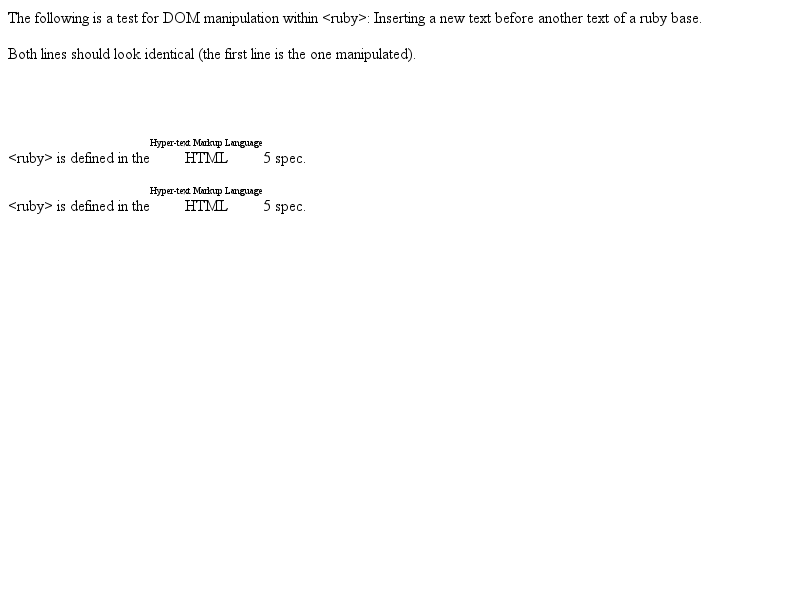 The following is a test for DOM manipulation within <ruby>: Inserting a new text before another text of a ruby base.
Both lines should look identical (the first line is the one manipulated).
Hyper-text Markup Language
<ruby> is defined in the HTML 5 spec.
Hyper-text Markup Language
<ruby> is defined in the HTML 5 spec.